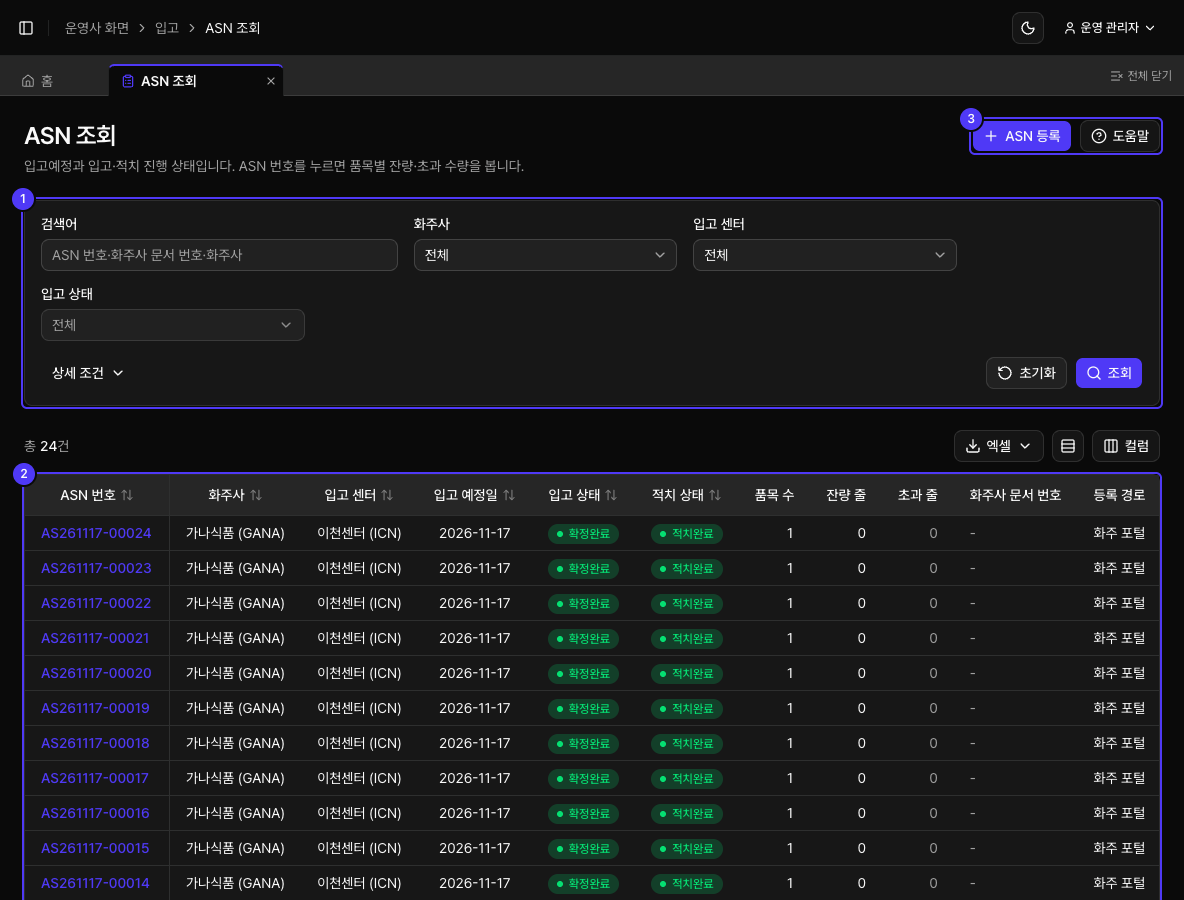 운영사 화면 > 입고 > ASN 조회
운영 관리자
홈
ASN 조회
전체 닫기
ASN 조회
입고예정과 입고·적치 진행 상태입니다. ASN 번호를 누르면 품목별 잔량·초과 수량을 봅니다.
3
ASN 등록
도움말
1
검색어
화주사
입고 센터
ASN 번호·화주사 문서 번호·화주사
전체
전체
입고 상태
전체
상세 조건
초기화
조회
총 24건
엑셀
컬럼
2
ASN 번호 화주사 입고 센터 입고 예정일 입고 상태 적치 상태 품목 수 잔량 줄 초과 줄 화주사 문서 번호 등록 경로
AS261117-00024 가나식품 (GANA) 이천센터 (ICN) 2026-11-17 확정완료 적치완료 1 0 0 - 화주 포털
AS261117-00023 가나식품 (GANA) 이천센터 (ICN) 2026-11-17 확정완료 적치완료 1 0 0 - 화주 포털
AS261117-00022 가나식품 (GANA) 이천센터 (ICN) 2026-11-17 확정완료 적치완료 1 0 0 - 화주 포털
AS261117-00021 가나식품 (GANA) 이천센터 (ICN) 2026-11-17 확정완료 적치완료 1 0 0 - 화주 포털
AS261117-00020 가나식품 (GANA) 이천센터 (ICN) 2026-11-17 확정완료 적치완료 1 0 0 - 화주 포털
AS261117-00019 가나식품 (GANA) 이천센터 (ICN) 2026-11-17 확정완료 적치완료 1 0 0 - 화주 포털
AS261117-00018 가나식품 (GANA) 이천센터 (ICN) 2026-11-17 확정완료 적치완료 1 0 0 - 화주 포털
AS261117-00017 가나식품 (GANA) 이천센터 (ICN) 2026-11-17 확정완료 적치완료 1 0 0 - 화주 포털
AS261117-00016 가나식품 (GANA) 이천센터 (ICN) 2026-11-17 확정완료 적치완료 1 0 0 - 화주 포털
AS261117-00015 가나식품 (GANA) 이천센터 (ICN) 2026-11-17 확정완료 적치완료 1 0 0 - 화주 포털
AS261117-00014 가나식품 (GANA) 이천센터 (ICN) 2026-11-17 확정완료 적치완료 1 0 0 - 화주 포털